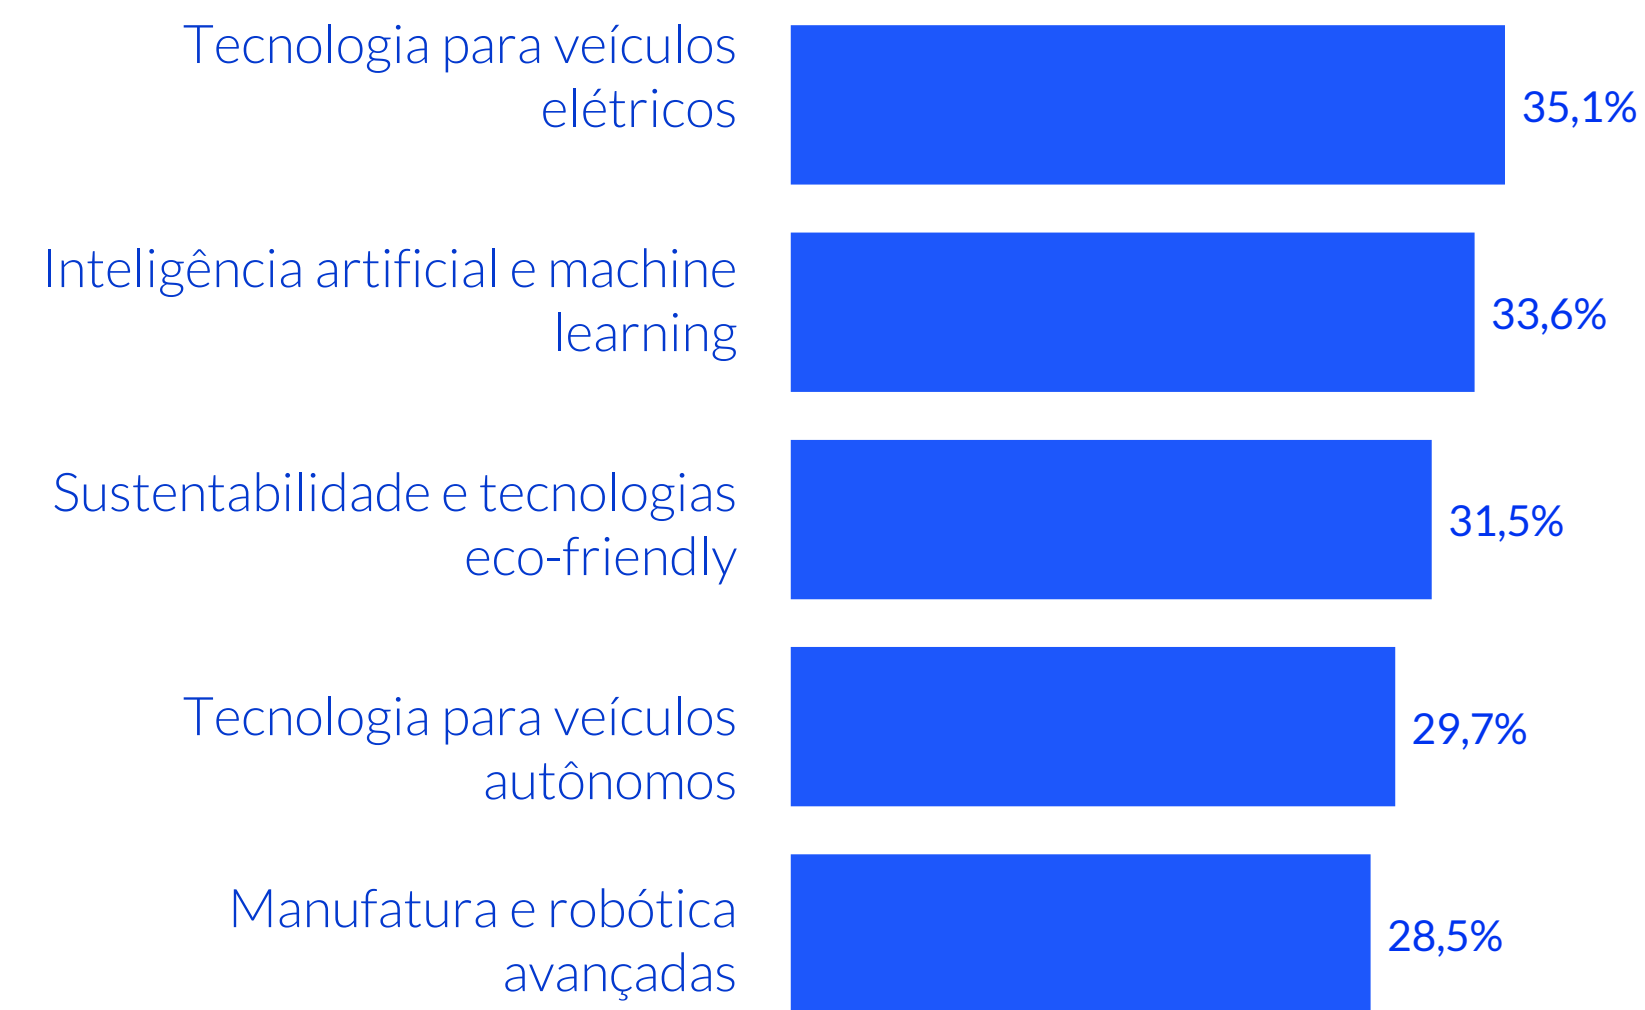 Tecnologia para veículos
elétricos
35,1%
Inteligência artificial e machine
learning
33,6%
Sustentabilidade e tecnologias
eco-friendly
31,5%
Tecnologia para veículos
autônomos
29,7%
Manufatura e robótica
avançadas
28,5%